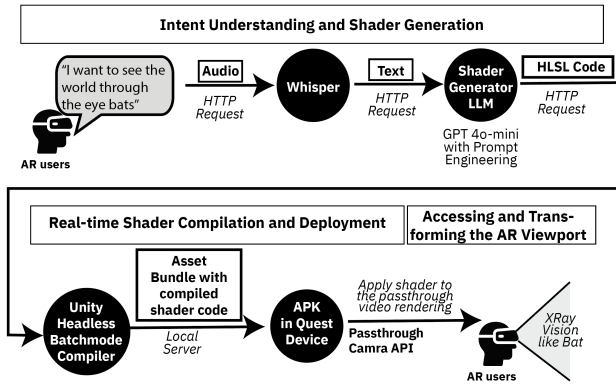 Intent Understanding and Shader Generation
"I want to see the
world through
the eye bats"
AR users
Audio
HTTP
Request
Whisper
Text
HTTP
Request
Shader
Generator
LLM
GPT 4o-mini
with Prompt
Engineering
HLSL Code
HTTP
Request
Real-time Shader Compilation and Deployment
Accessing and Trans-
forming the AR Viewport
Unity
Headless
Batchmode
Compiler
Asset
Bundle with
compiled
shader code
Local
Server
APK
in Quest
Device
Apply shader to
the passthrough
video rendering
Passthrough
Camra API
AR users
XRay
Vision
like Bat